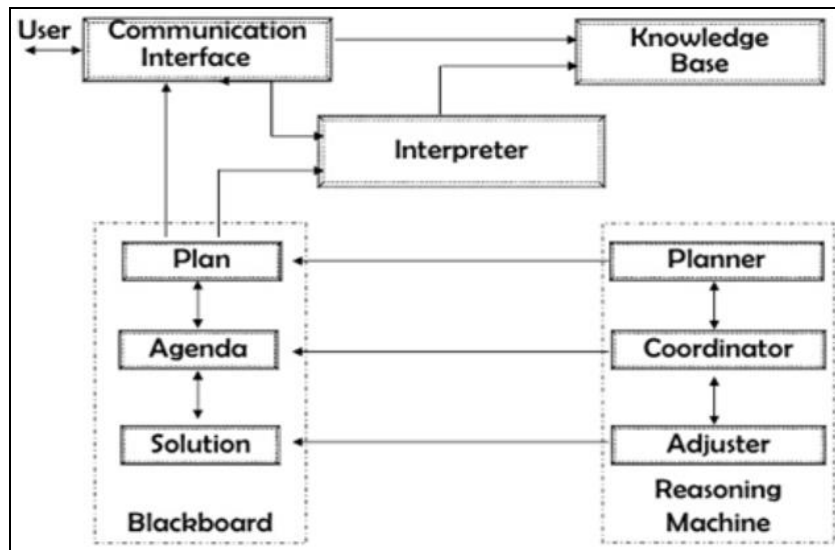 User
Communication
Interface
Knowledge
Base
Interpreter
Plan
Planner
Agenda
Coordinator
Solution
Adjuster
Blackboard
Reasoning
Machine